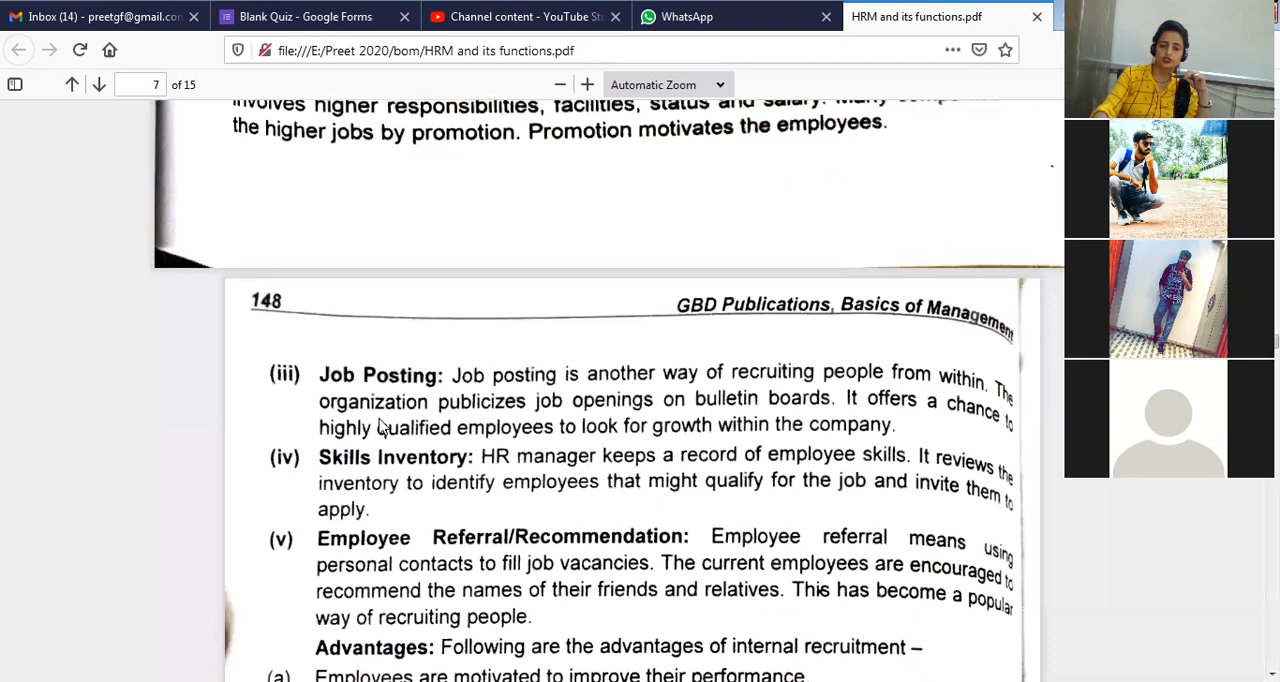 Inbox (14) - preetgf@gmail.co
Blank Quiz - Google Forms
Channel content - YouTube St
WhatsApp
HRM and its functions.pdf
file:///E:/Preet 2020/bom/HRM and its functions.pdf
7 of 15
Automatic Zoom
involves higher responsibilities, facilities, status and salary. Many
the higher jobs by promotion. Promotion motivates the employees.
148
GBD Publications, Basics of Management
(iii) Job Posting: Job posting is another way of recruiting people from within. The
organization publicizes job openings on bulletin boards. It offers a chance to
highly qualified employees to look for growth within the company.
(iv) Skills Inventory: HR manager keeps a record of employee skills. It reviews the
inventory to identify employees that might qualify for the job and invite them to
apply.
(v) Employee Referral/Recommendation: Employee referral means using
personal contacts to fill job vacancies. The current employees are encouraged to
recommend the names of their friends and relatives. This has become a popular
way of recruiting people.
Advantages: Following are the advantages of internal recruitment –
(a) Employees are motivated to improve their performance.